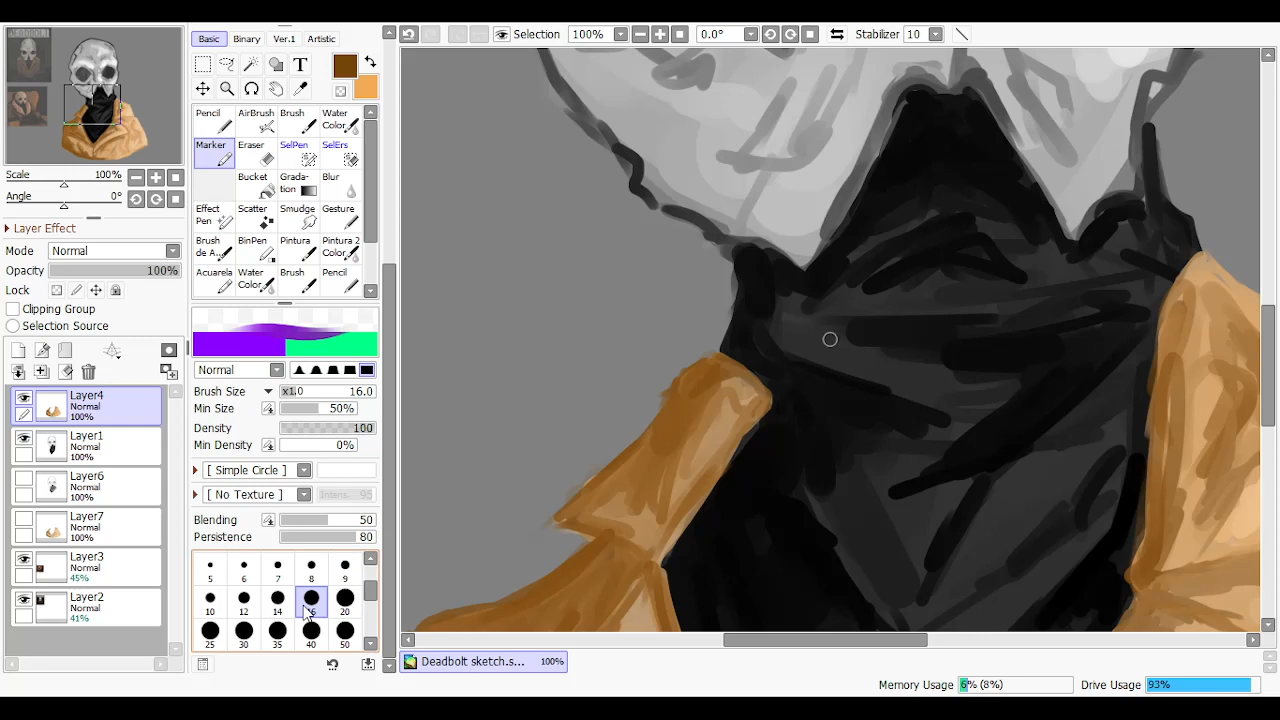 Basic
Binary
Ver.1
Artistic
Selection
100%
0.0°
Stabilizer
10
Pencil
AirBrush
Brush
Water
Color...
Marker
Eraser
SelPen
SelErs
Bucket
Grada-
tion
Blur
Effect
Pen
Scatter
Smudge
Gesture
Brush
de A...
BinPen
Pintura
Pintura 2
Color...
Acuarela
Water
Color...
Brush
Pencil
Scale
100%
Angle
0°
Layer Effect
Mode
Normal
Opacity
100%
Lock
Clipping Group
Selection Source
Layer4
Normal
100%
Layer1
Normal
100%
Layer6
Normal
100%
Layer7
Normal
100%
Layer3
Normal
45%
Layer2
Normal
41%
Normal
Brush Size
x1.0
16.0
Min Size
50%
Density
100
Min Density
0%
[ Simple Circle ]
[ No Texture ]
Intens.
95
Blending
50
Persistence
80
5
6
7
8
9
10
12
14
20
25
30
35
40
50
Deadbolt sketch.s...
100%
Memory Usage
6% (8%)
Drive Usage
93%